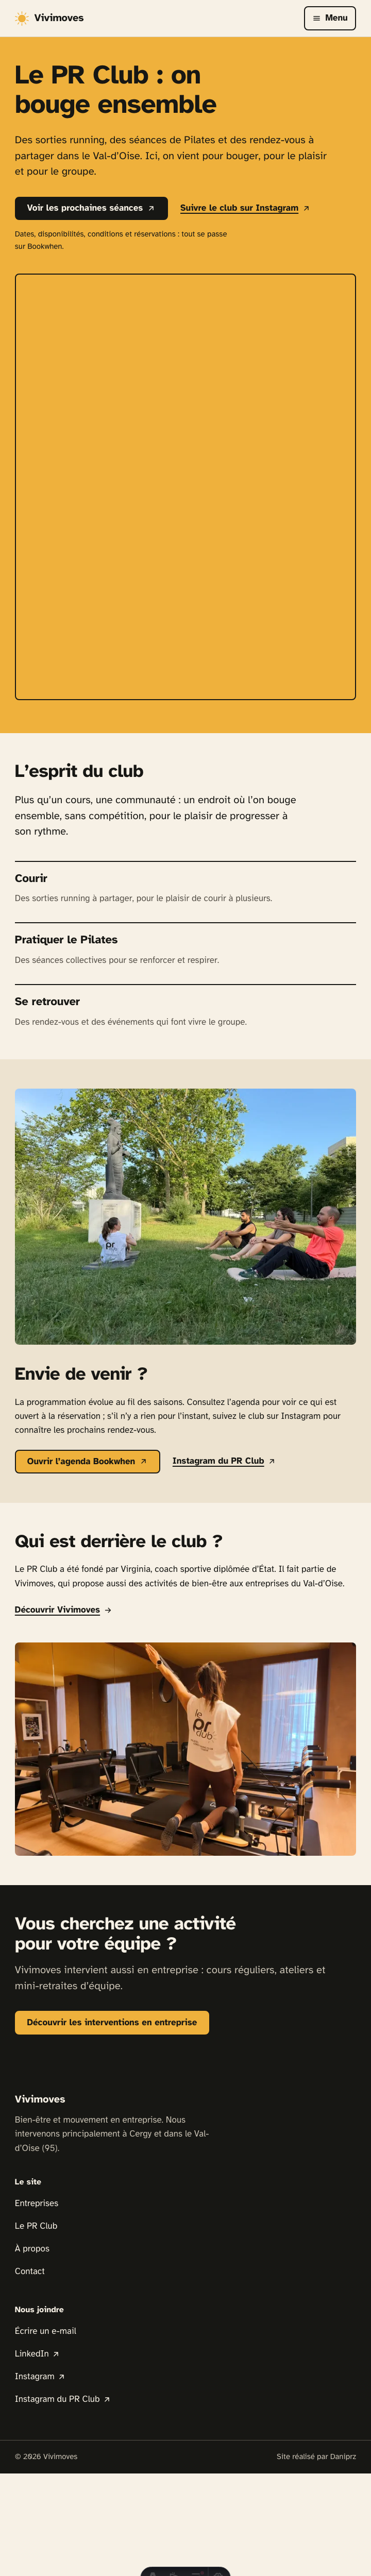 Vivimoves
Menu
Le PR Club : on
bouge ensemble
Des sorties running, des séances de Pilates et des rendez-vous à
partager dans le Val-d’Oise. Ici, on vient pour bouger, pour le plaisir
et pour le groupe.
Voir les prochaines séances
Suivre le club sur Instagram
Dates, disponibilités, conditions et réservations : tout se passe
sur Bookwhen.
L’esprit du club
Plus qu’un cours, une communauté : un endroit où l’on bouge
ensemble, sans compétition, pour le plaisir de progresser à
son rythme.
Courir
Des sorties running à partager, pour le plaisir de courir à plusieurs.
Pratiquer le Pilates
Des séances collectives pour se renforcer et respirer.
Se retrouver
Des rendez-vous et des événements qui font vivre le groupe.
pr
Envie de venir ?
La programmation évolue au fil des saisons. Consultez l’agenda pour voir ce qui est
ouvert à la réservation ; s’il n’y a rien pour l’instant, suivez le club sur Instagram pour
connaître les prochains rendez-vous.
Ouvrir l’agenda Bookwhen
Instagram du PR Club
Qui est derrière le club ?
Le PR Club a été fondé par Virginia, coach sportive diplômée d’État. Il fait partie de
Vivimoves, qui propose aussi des activités de bien-être aux entreprises du Val-d’Oise.
Découvrir Vivimoves
le
pr
club
Vous cherchez une activité
pour votre équipe ?
Vivimoves intervient aussi en entreprise : cours réguliers, ateliers et
mini-retraites d’équipe.
Découvrir les interventions en entreprise
Vivimoves
Bien-être et mouvement en entreprise. Nous
intervenons principalement à Cergy et dans le Val-
d’Oise (95).
Le site
Entreprises
Le PR Club
À propos
Contact
Nous joindre
Écrire un e-mail
LinkedIn
Instagram
Instagram du PR Club
© 2026 Vivimoves
Site réalisé par Daniprz